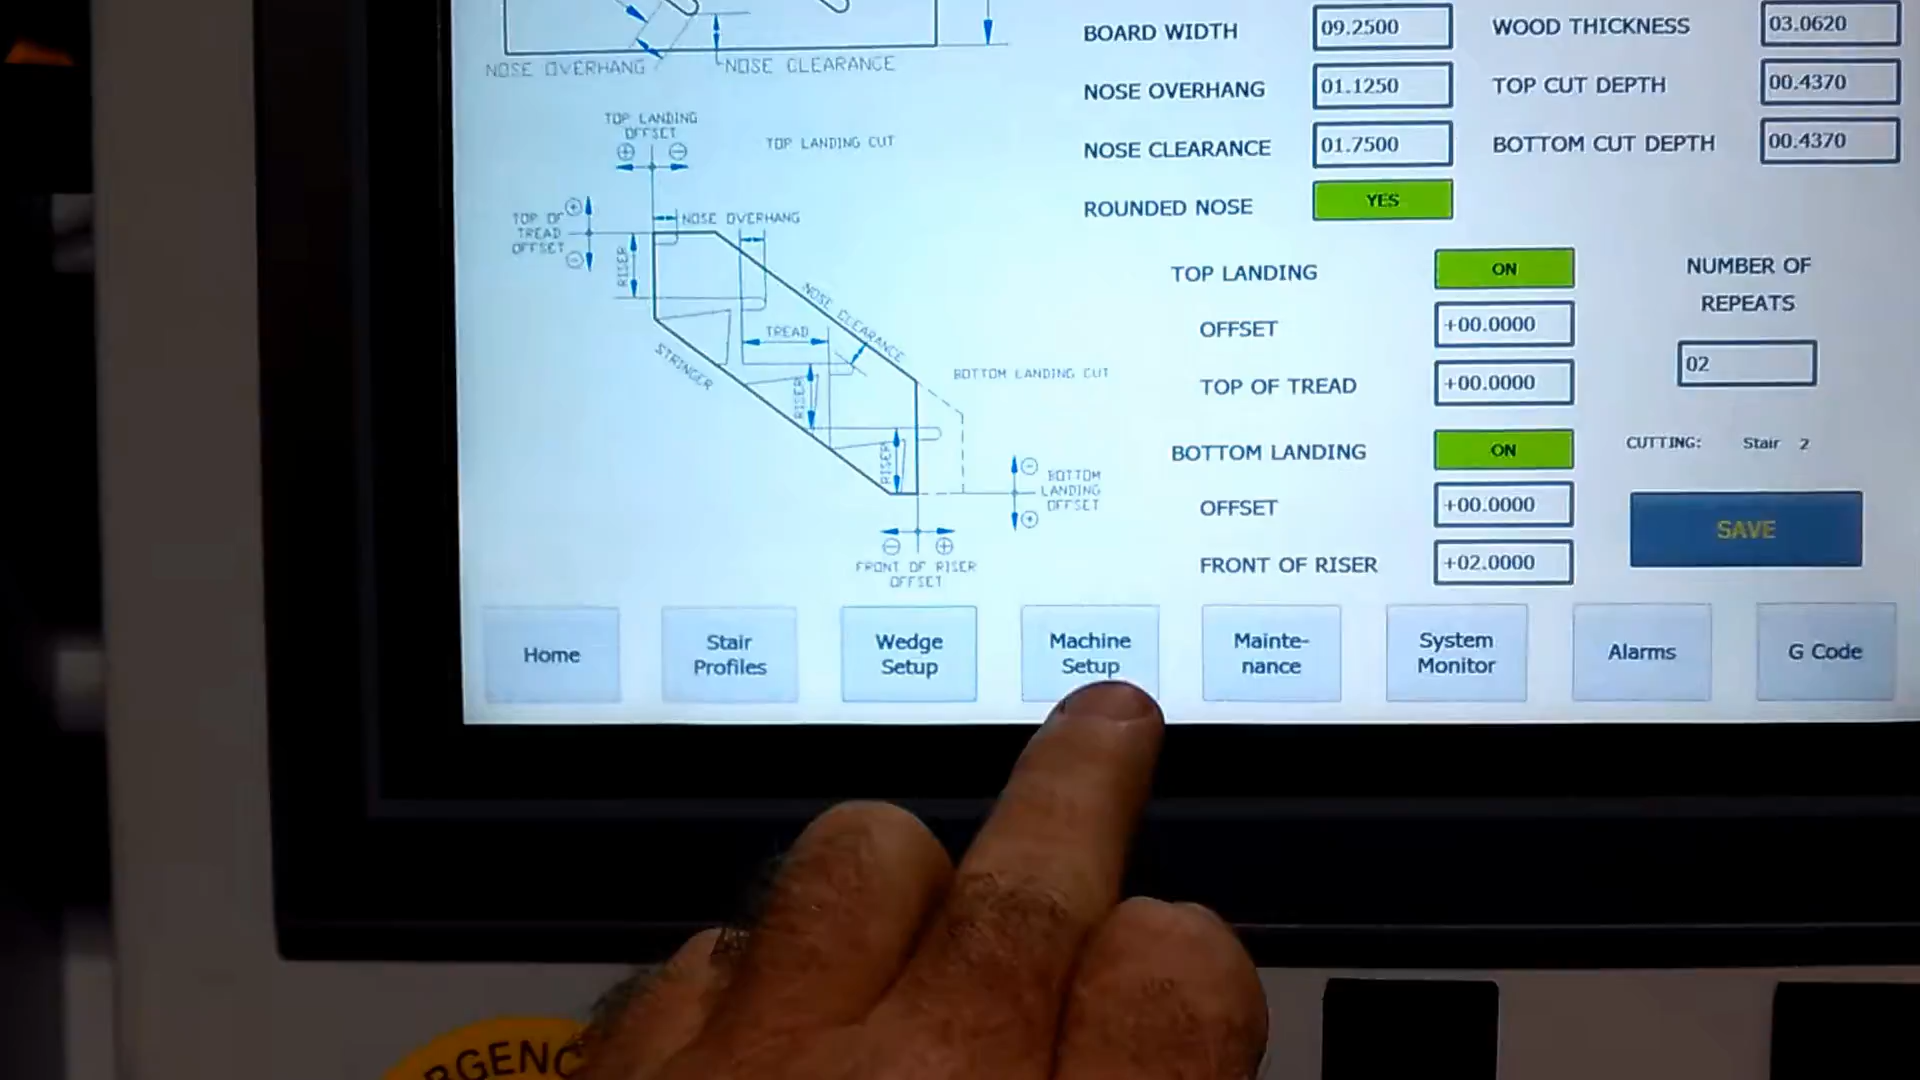 NOSE OVERHANG
NOSE CLEARANCE
BOARD WIDTH
09.2500
WOOD THICKNESS
03.0620
NOSE OVERHANG
01.1250
TOP CUT DEPTH
00.4370
NOSE CLEARANCE
01.7500
BOTTOM CUT DEPTH
00.4370
ROUNDED NOSE
YES
TOP LANDING
OFFSET
TOP LANDING CUT
TOP OF
TREAD
OFFSET
NOSE OVERHANG
RISER
NOSE CLEARANCE
TREAD
STRINGER
RISER
BOTTOM LANDING CUT
RISER
BOTTOM
LANDING
OFFSET
FRONT OF RISER
OFFSET
TOP LANDING
ON
OFFSET
+00.0000
TOP OF TREAD
+00.0000
BOTTOM LANDING
ON
OFFSET
+00.0000
FRONT OF RISER
+02.0000
NUMBER OF
REPEATS
02
CUTTING: Stair 2
SAVE
Home
Stair
Profiles
Wedge
Setup
Machine
Setup
Mainte-
nance
System
Monitor
Alarms
G Code
RGENC